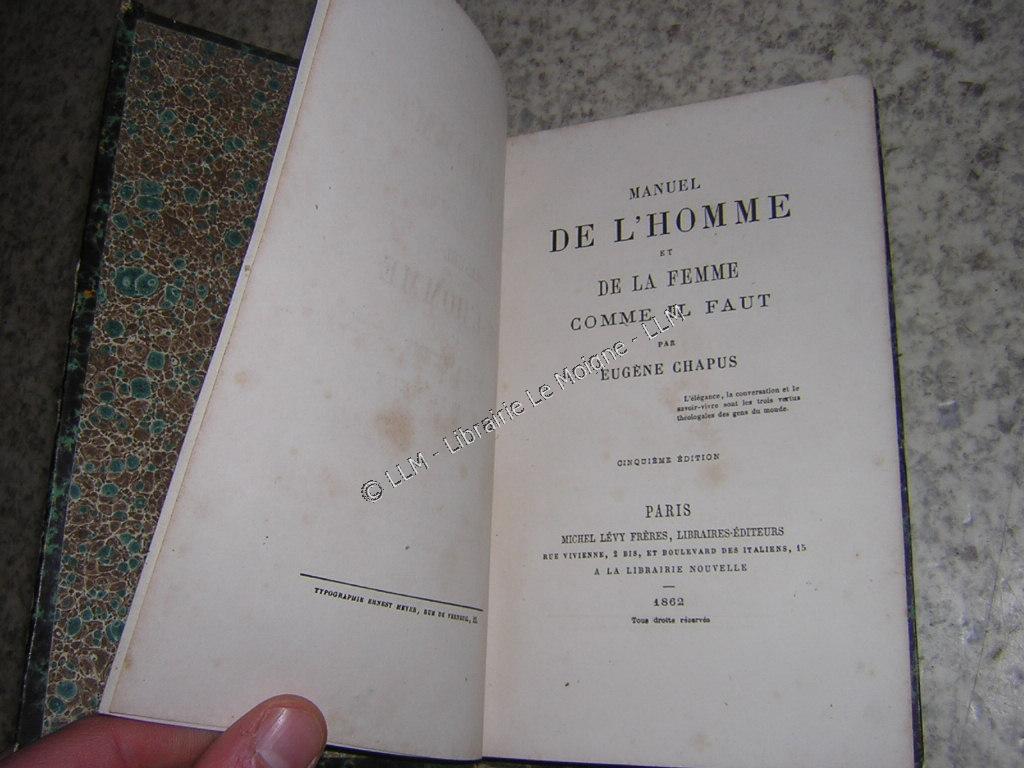 TYPOGRAPHIE ERNEST MEYER, RUE DE VERNEUIL,
MANUEL
DE L'HOMME
ET
DE LA FEMME
COMME IL FAUT
PAR
EUGÈNE CHAPUS
L'élégance, la conversation et le
savoir-vivre sont les trois vertus
théologales des gens du monde.
CINQUIÈME ÉDITION
PARIS
MICHEL LÉVY FRÈRES, LIBRAIRES-ÉDITEURS
RUE VIVIENNE, 2 BIS, ET BOULEVARD DES ITALIENS, 15
A LA LIBRAIRIE NOUVELLE
1862
Tous droits réservés
© LLM - Librairie Le Moigne - LLM